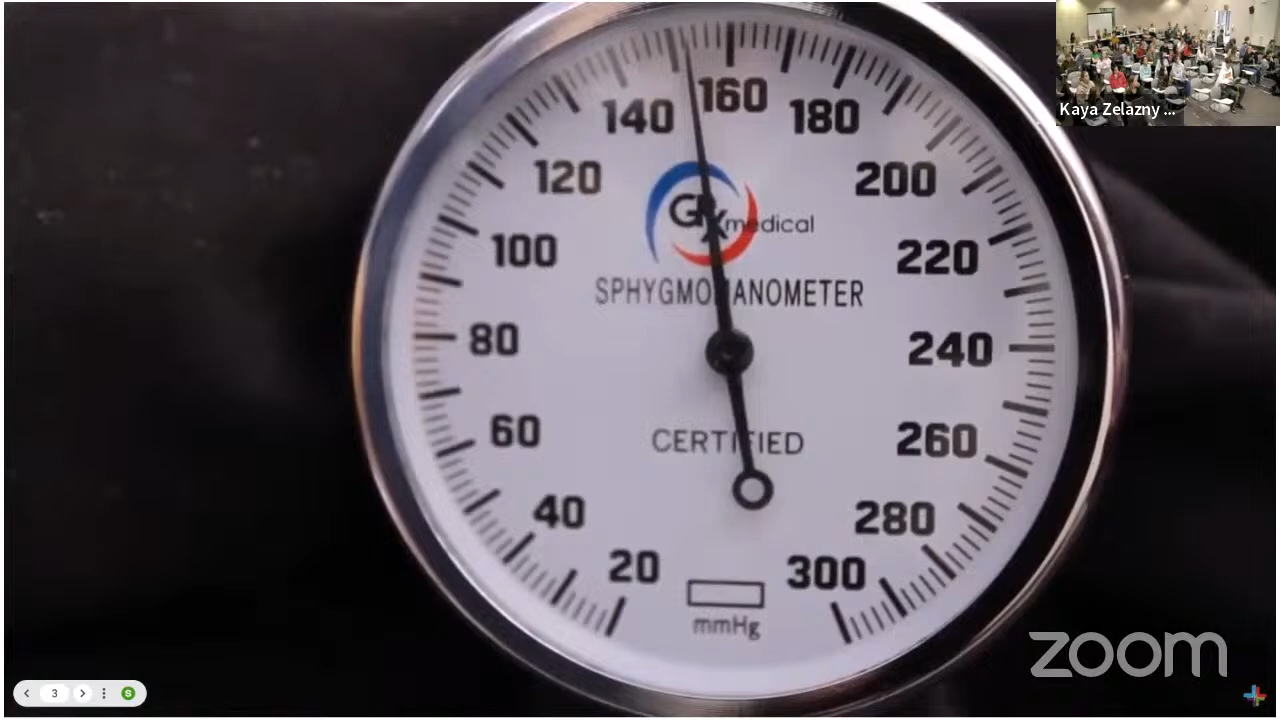 140
160
180
120
200
GRX medical
100
220
SPHYGMOMANOMETER
80
240
60
CERTIFIED
260
40
280
20
300
mmHg
Kaya Zelazny ...
zoom
3
S